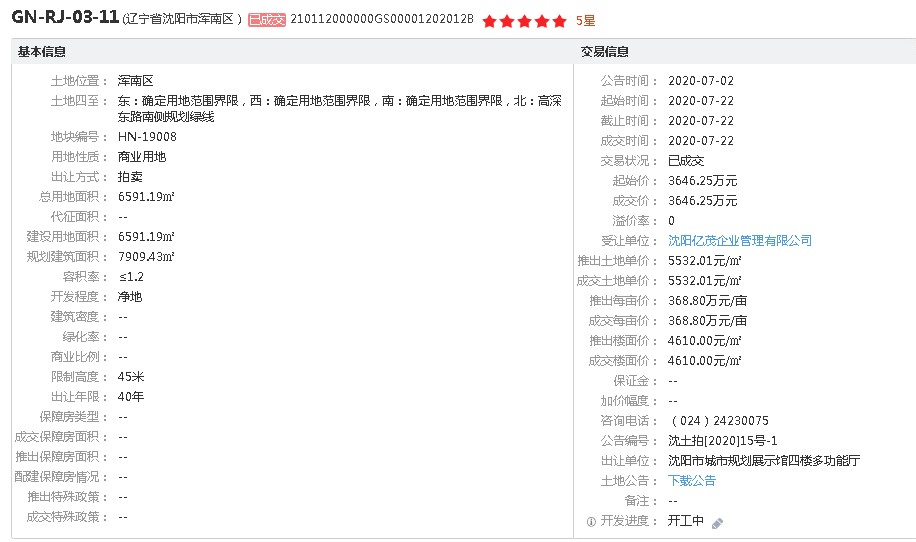 GN-RJ-03-11 (辽宁省沈阳市浑南区 ) 已成交 210112000000GS00001202012B 5星
基本信息
土地位置： 浑南区
土地四至： 东：确定用地范围界限，西：确定用地范围界限，南：确定用地范围界限，北：高深
东路南侧规划绿线
地块编号： HN-19008
用地性质： 商业用地
出让方式： 拍卖
总用地面积： 6591.19㎡
代征面积： --
建设用地面积： 6591.19㎡
规划建筑面积： 7909.43㎡
容积率： ≤1.2
开发程度： 净地
建筑密度： --
绿化率： --
商业比例： --
限制高度： 45米
出让年限： 40年
保障房类型： --
成交保障房面积： --
推出保障房面积： --
配建保障房情况： --
推出特殊政策： --
成交特殊政策： --
交易信息
公告时间： 2020-07-02
起始时间： 2020-07-22
截止时间： 2020-07-22
成交时间： 2020-07-22
交易状况： 已成交
起始价： 3646.25万元
成交价： 3646.25万元
溢价率： 0
受让单位： 沈阳亿茂企业管理有限公司
推出土地单价： 5532.01元/㎡
成交土地单价： 5532.01元/㎡
推出每亩价： 368.80万元/亩
成交每亩价： 368.80万元/亩
推出楼面价： 4610.00元/㎡
成交楼面价： 4610.00元/㎡
保证金： --
加价幅度： --
咨询电话： （024）24230075
公告编号： 沈土拍[2020]15号-1
出让单位： 沈阳市城市规划展示馆四楼多功能厅
土地公告： 下载公告
备注： --
开发进度： 开工中